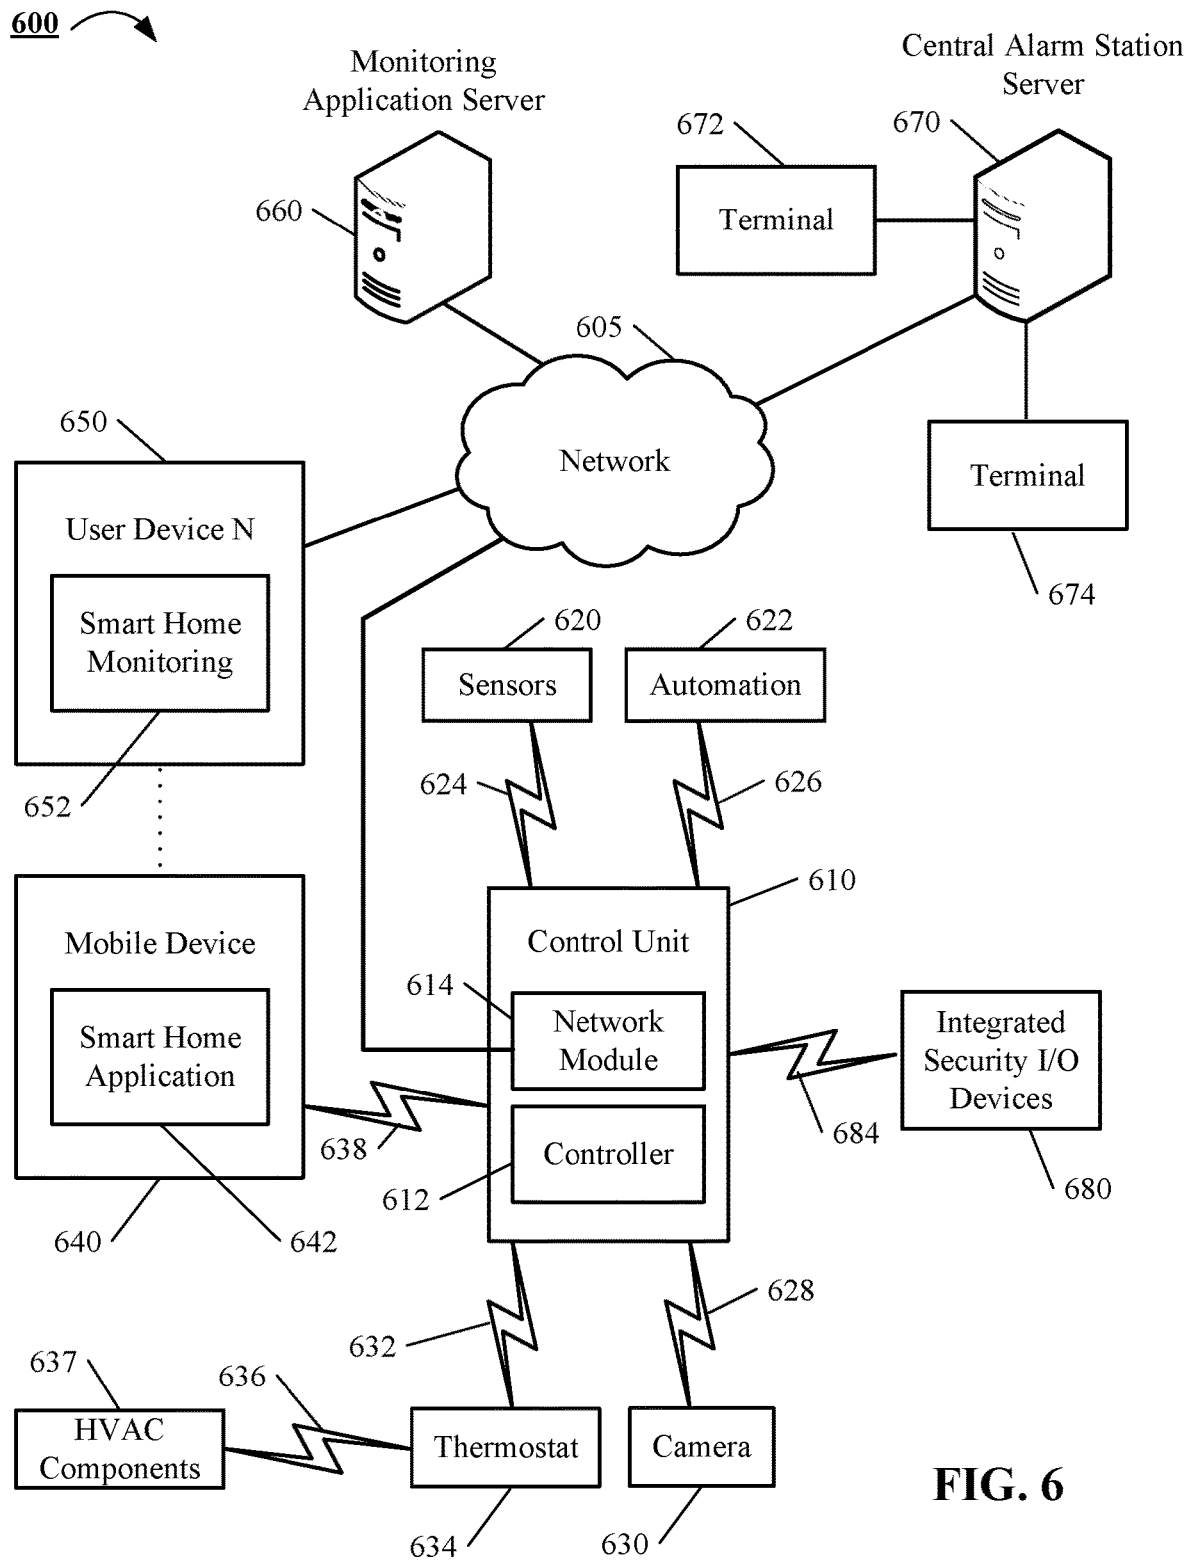 600
Monitoring
Application Server
Central Alarm Station
Server
672
670
660
Terminal
605
650
Network
Terminal
User Device N
674
Smart Home
Monitoring
620
622
Sensors
Automation
652
624
626
610
Mobile Device
Control Unit
614
Network
Module
Integrated
Security I/O
Devices
Smart Home
Application
638
684
Controller
612
680
640
642
628
632
637
636
HVAC
Components
Thermostat
Camera
FIG. 6
634
630